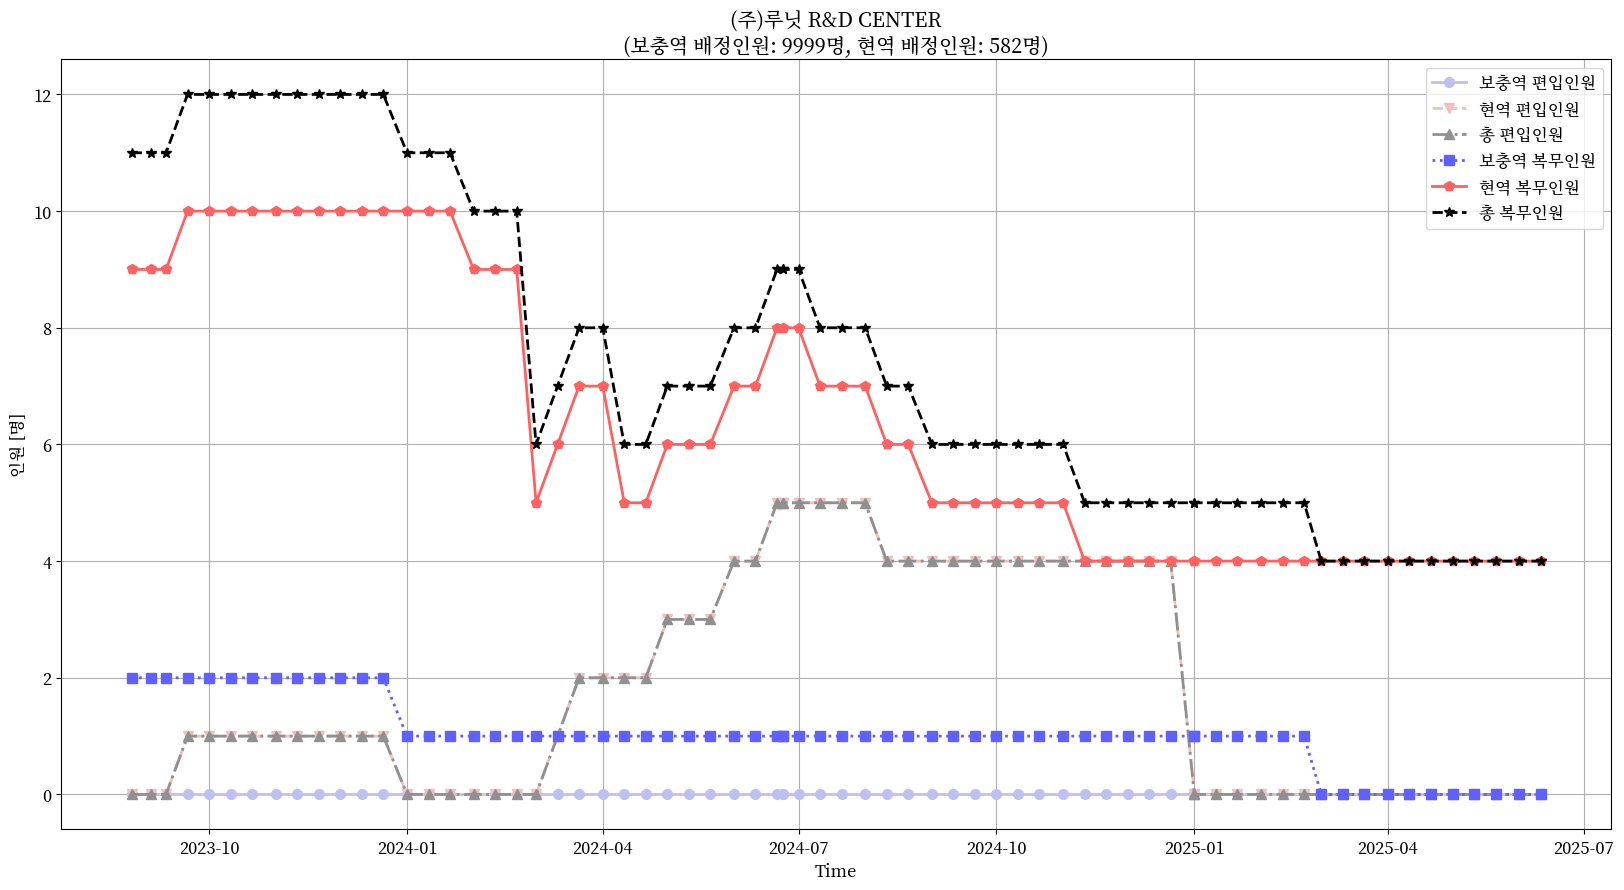 (주)루닛 R&D CENTER
(보충역 배정인원: 9999명, 현역 배정인원: 582명)
보충역 편입인원
현역 편입인원
총 편입인원
보충역 복무인원
현역 복무인원
총 복무인원
인원 [명]
12
10
8
6
4
2
0
2023-10
2024-01
2024-04
2024-07
2024-10
2025-01
2025-04
2025-07
Time